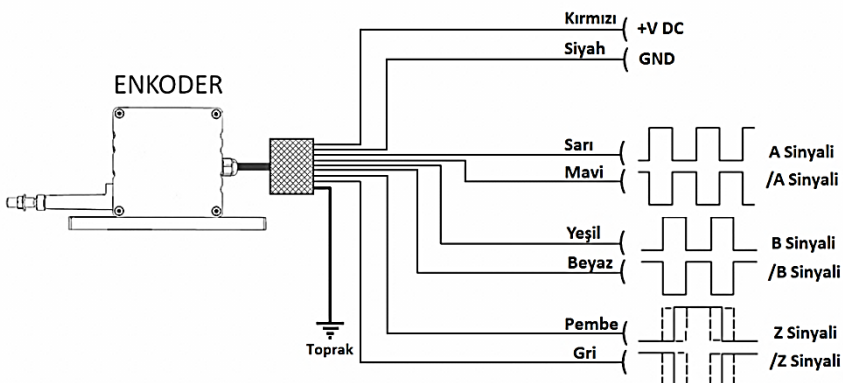 Kırmızı
+V DC
Siyah
GND
ENKODER
Sarı
A Sinyali
Mavi
/A Sinyali
Yeşil
B Sinyali
Beyaz
/B Sinyali
Pembe
Z Sinyali
Toprak
Gri
/Z Sinyali